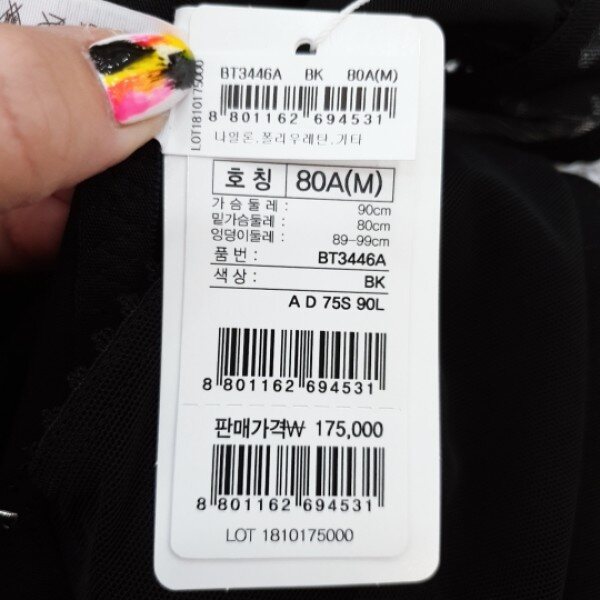 BT3446A BK 80A(M)
LOT1810175000
8 801162 694531
나일론,폴리우레탄,기타
호칭 80A(M)
가슴둘레 : 90cm
밑가슴둘레 : 80cm
엉덩이둘레 : 89-99cm
품번 : BT3446A
색상 : BK
A D 75S 90L
8 801162 694531
판매가격₩ 175,000
8 801162 694531
LOT 1810175000